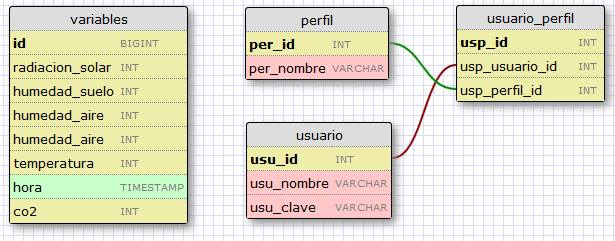 variables
id BIGINT
radiacion_solar INT
humedad_suelo INT
humedad_aire INT
humedad_aire INT
temperatura INT
hora TIMESTAMP
co2 INT
perfil
per_id INT
per_nombre VARCHAR
usuario
usu_id INT
usu_nombre VARCHAR
usu_clave VARCHAR
usuario_perfil
usp_id INT
usp_usuario_id INT
usp_perfil_id INT